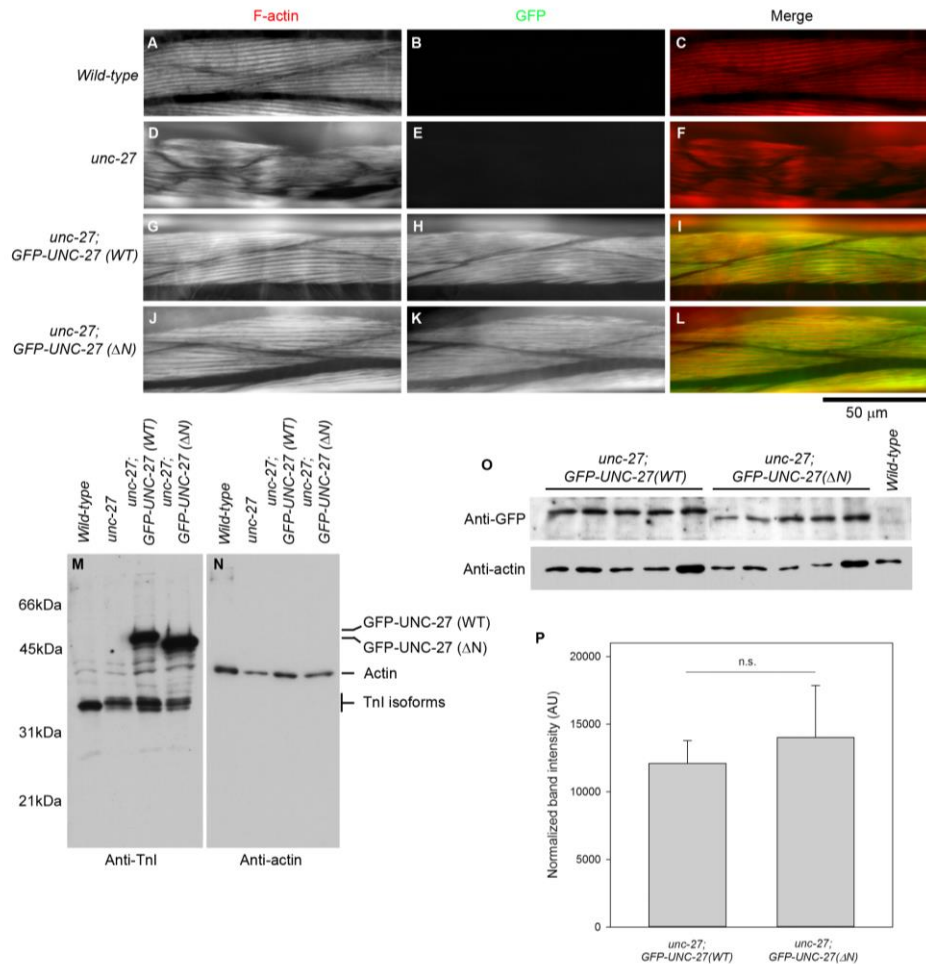 F-actin
GFP
Merge
Wild-type
A
B
C
unc-27
D
E
F
unc-27;
GFP-UNC-27 (WT)
G
H
I
unc-27;
GFP-UNC-27 (ΔN)
J
K
L
50 μm
Wild-type
unc-27
unc-27;
GFP-UNC-27 (WT)
unc-27;
GFP-UNC-27 (ΔN)
Wild-type
unc-27
unc-27;
GFP-UNC-27 (WT)
unc-27;
GFP-UNC-27 (ΔN)
M
N
66kDa
45kDa
31kDa
21kDa
GFP-UNC-27 (WT)
GFP-UNC-27 (ΔN)
Actin
TnI isoforms
Anti-TnI
Anti-actin
O
unc-27;
GFP-UNC-27(WT)
unc-27;
GFP-UNC-27(ΔN)
Wild-type
Anti-GFP
Anti-actin
P
Normalized band intensity (AU)
20000
15000
10000
5000
0
n.s.
unc-27;
GFP-UNC-27(WT)
unc-27;
GFP-UNC-27(ΔN)